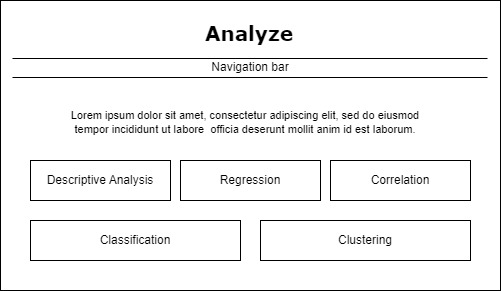 Analyze
Navigation bar
Lorem ipsum dolor sit amet, consectetur adipiscing elit, sed do eiusmod
tempor incididunt ut labore  officia deserunt mollit anim id est laborum.
Descriptive Analysis
Regression
Correlation
Classification
Clustering